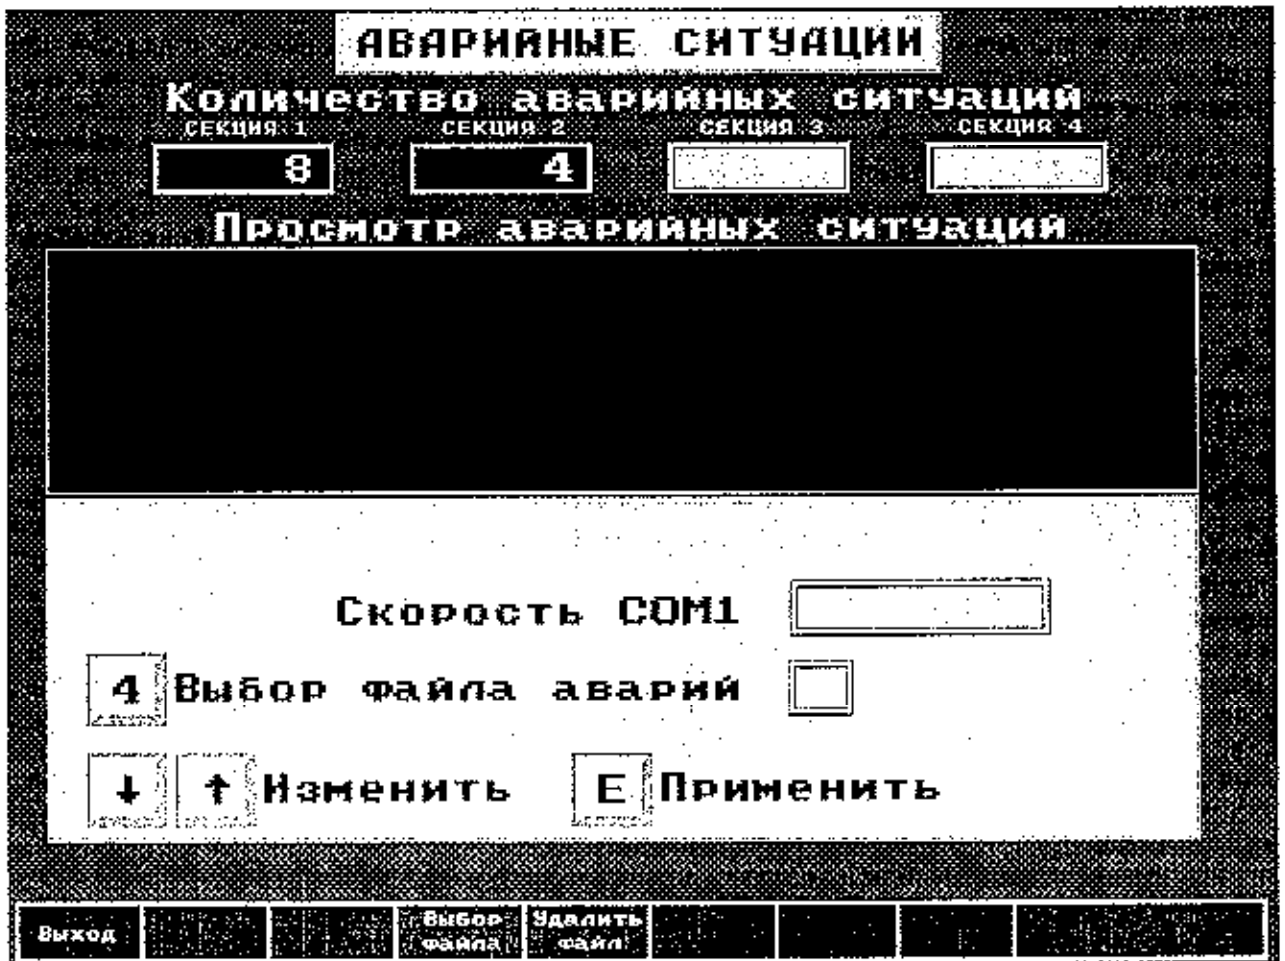 АВАРИЙНЫЕ СИТУАЦИИ
Количество аварийных ситуаций
СЕКЦИЯ 1 СЕКЦИЯ 2 СЕКЦИЯ 3 СЕКЦИЯ 4
8 4
Просмотр аварийных ситуаций
Скорость COM1
4 Выбор файла аварий
↓ ↑ Изменить E Применить
Выход Выбор файла Удалить файл